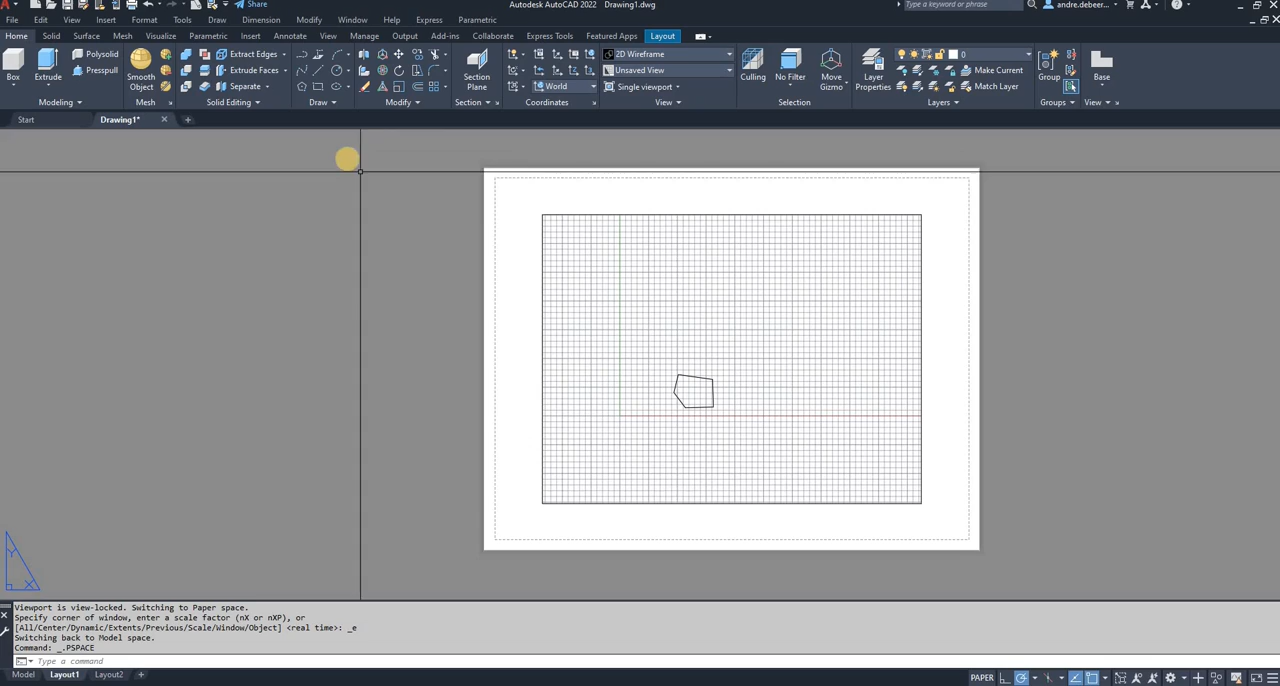 Share
Autodesk AutoCAD 2022 Drawing1.dwg
Type a keyword or phrase
andre.debeer...
File Edit View Insert Format Tools Draw Dimension Modify Window Help Express Parametric
Home Solid Surface Mesh Visualize Parametric Insert Annotate View Manage Output Add-ins Collaborate Express Tools Featured Apps Layout
Polysolid
Presspull
Box
Extrude
Modeling
Smooth
Object
Mesh
Extract Edges
Extrude Faces
Separate
Solid Editing
Draw
Modify
Section
Plane
Section
World
Coordinates
2D Wireframe
Unsaved View
Single viewport
View
Culling
No Filter
Move
Gizmo
Selection
Layer
Properties
0
Make Current
Match Layer
Layers
Group
Groups
Base
View
Start
Drawing1*
Y
X
Viewport is view-locked. Switching to Paper space.
Specify corner of window, enter a scale factor (nX or nXP), or
[All/Center/Dynamic/Extents/Previous/Scale/Window/Object] <real time>: _e
Switching back to Model space.
Command: _.PSPACE
Type a command
Model Layout1 Layout2 +
PAPER